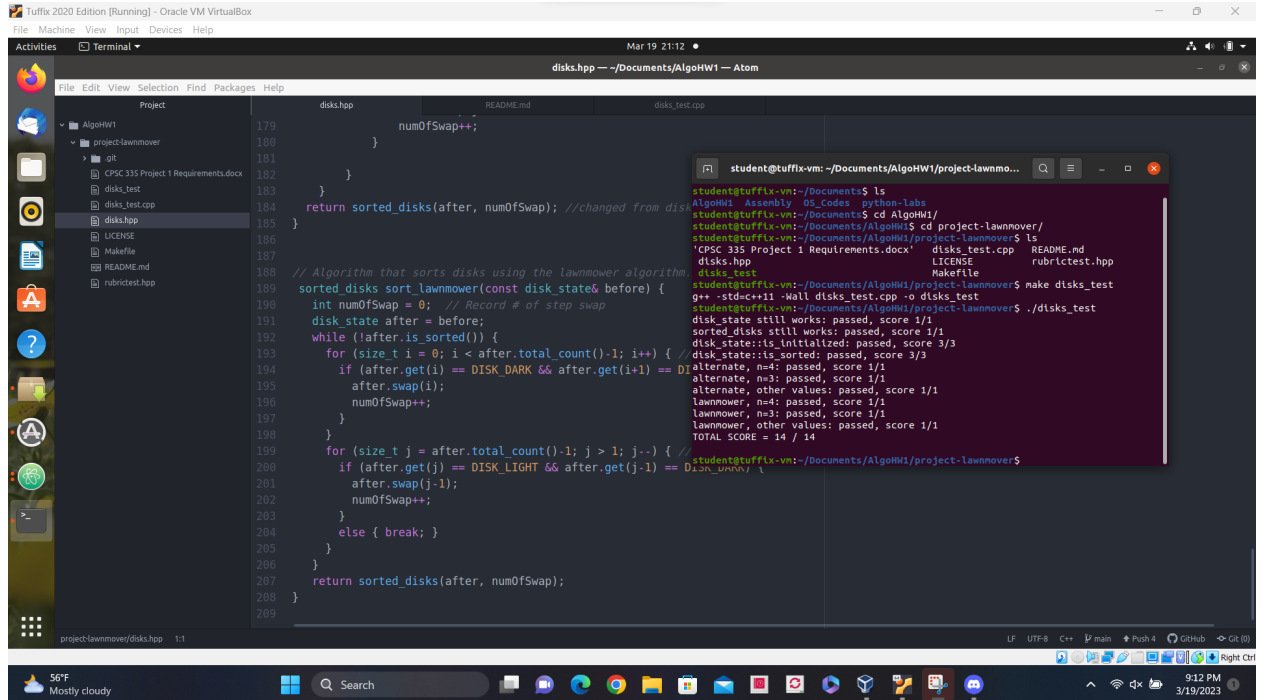 Tuffix 2020 Edition [Running] - Oracle VM VirtualBox
File Machine View Input Devices Help
Activities Terminal Mar 19 21:12
disks.hpp — ~/Documents/AlgoHW1 — Atom
File Edit View Selection Find Packages Help
Project
AlgoHW1
project-lawnmover
.git
CPSC 335 Project 1 Requirements.docx
disks_test
disks_test.cpp
disks.hpp
LICENSE
Makefile
README.md
rubrictest.hpp
disks.hpp README.md disks_test.cpp
179 numOfSwap++;
180 }
181
182 }
183 }
184 return sorted_disks(after, numOfSwap); //changed from disk
185 }
186
187
188 // Algorithm that sorts disks using the lawnmower algorithm.
189 sorted_disks sort_lawnmower(const disk_state& before) {
190 int numOfSwap = 0; // Record # of step swap
191 disk_state after = before;
192 while (!after.is_sorted()) {
193 for (size_t i = 0; i < after.total_count()-1; i++) { //
194 if (after.get(i) == DISK_DARK && after.get(i+1) == DI
195 after.swap(i);
196 numOfSwap++;
197 }
198 }
199 for (size_t j = after.total_count()-1; j > 1; j--) { //
200 if (after.get(j) == DISK_LIGHT && after.get(j-1) == DISK_DARK) {
201 after.swap(j-1);
202 numOfSwap++;
203 }
204 else { break; }
205 }
206 }
207 return sorted_disks(after, numOfSwap);
208 }
209
student@tuffix-vm: ~/Documents/AlgoHW1/project-lawnmo...
student@tuffix-vm:~/Documents$ ls
AlgoHW1 Assembly OS_Codes python-labs
student@tuffix-vm:~/Documents$ cd AlgoHW1/
student@tuffix-vm:~/Documents/AlgoHW1$ cd project-lawnmover/
student@tuffix-vm:~/Documents/AlgoHW1/project-lawnmover$ ls
'CPSC 335 Project 1 Requirements.docx' disks_test.cpp README.md
disks.hpp LICENSE rubrictest.hpp
disks_test Makefile
student@tuffix-vm:~/Documents/AlgoHW1/project-lawnmover$ make disks_test
g++ -std=c++11 -Wall disks_test.cpp -o disks_test
student@tuffix-vm:~/Documents/AlgoHW1/project-lawnmover$ ./disks_test
disk_state still works: passed, score 1/1
sorted_disks still works: passed, score 1/1
disk_state::is_initialized: passed, score 3/3
disk_state::is_sorted: passed, score 3/3
alternate, n=4: passed, score 1/1
alternate, n=3: passed, score 1/1
alternate, other values: passed, score 1/1
lawnmower, n=4: passed, score 1/1
lawnmower, n=3: passed, score 1/1
lawnmower, other values: passed, score 1/1
TOTAL SCORE = 14 / 14
student@tuffix-vm:~/Documents/AlgoHW1/project-lawnmover$
project-lawnmover/disks.hpp 1:1 LF UTF-8 C++ main Push 4 GitHub Git (0)
Right Ctrl
56°F
Mostly cloudy
Search
9:12 PM
3/19/2023
1